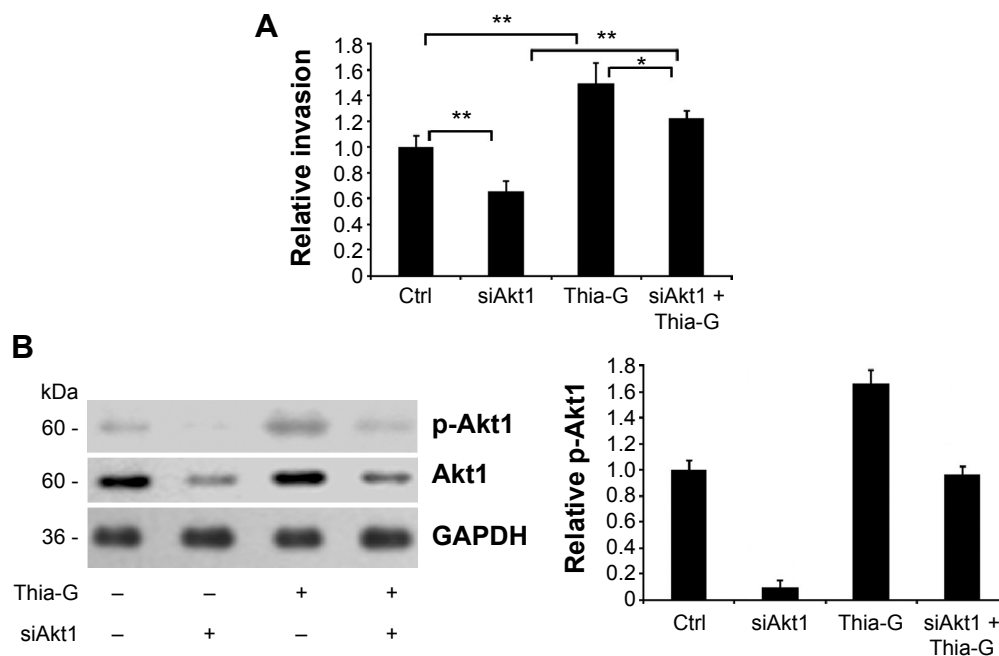 A
Relative invasion
1.8
1.6
1.4
1.2
1.0
0.8
0.6
0.4
0.2
0
**
**
**
*
Ctrl
siAkt1
Thia-G
siAkt1 +
Thia-G
B
kDa
60 -
p-Akt1
60 -
Akt1
36 -
GAPDH
Thia-G – – + +
siAkt1 – + – +
Relative p-Akt1
1.8
1.6
1.4
1.2
1.0
0.8
0.6
0.4
0.2
0
Ctrl
siAkt1
Thia-G
siAkt1 +
Thia-G